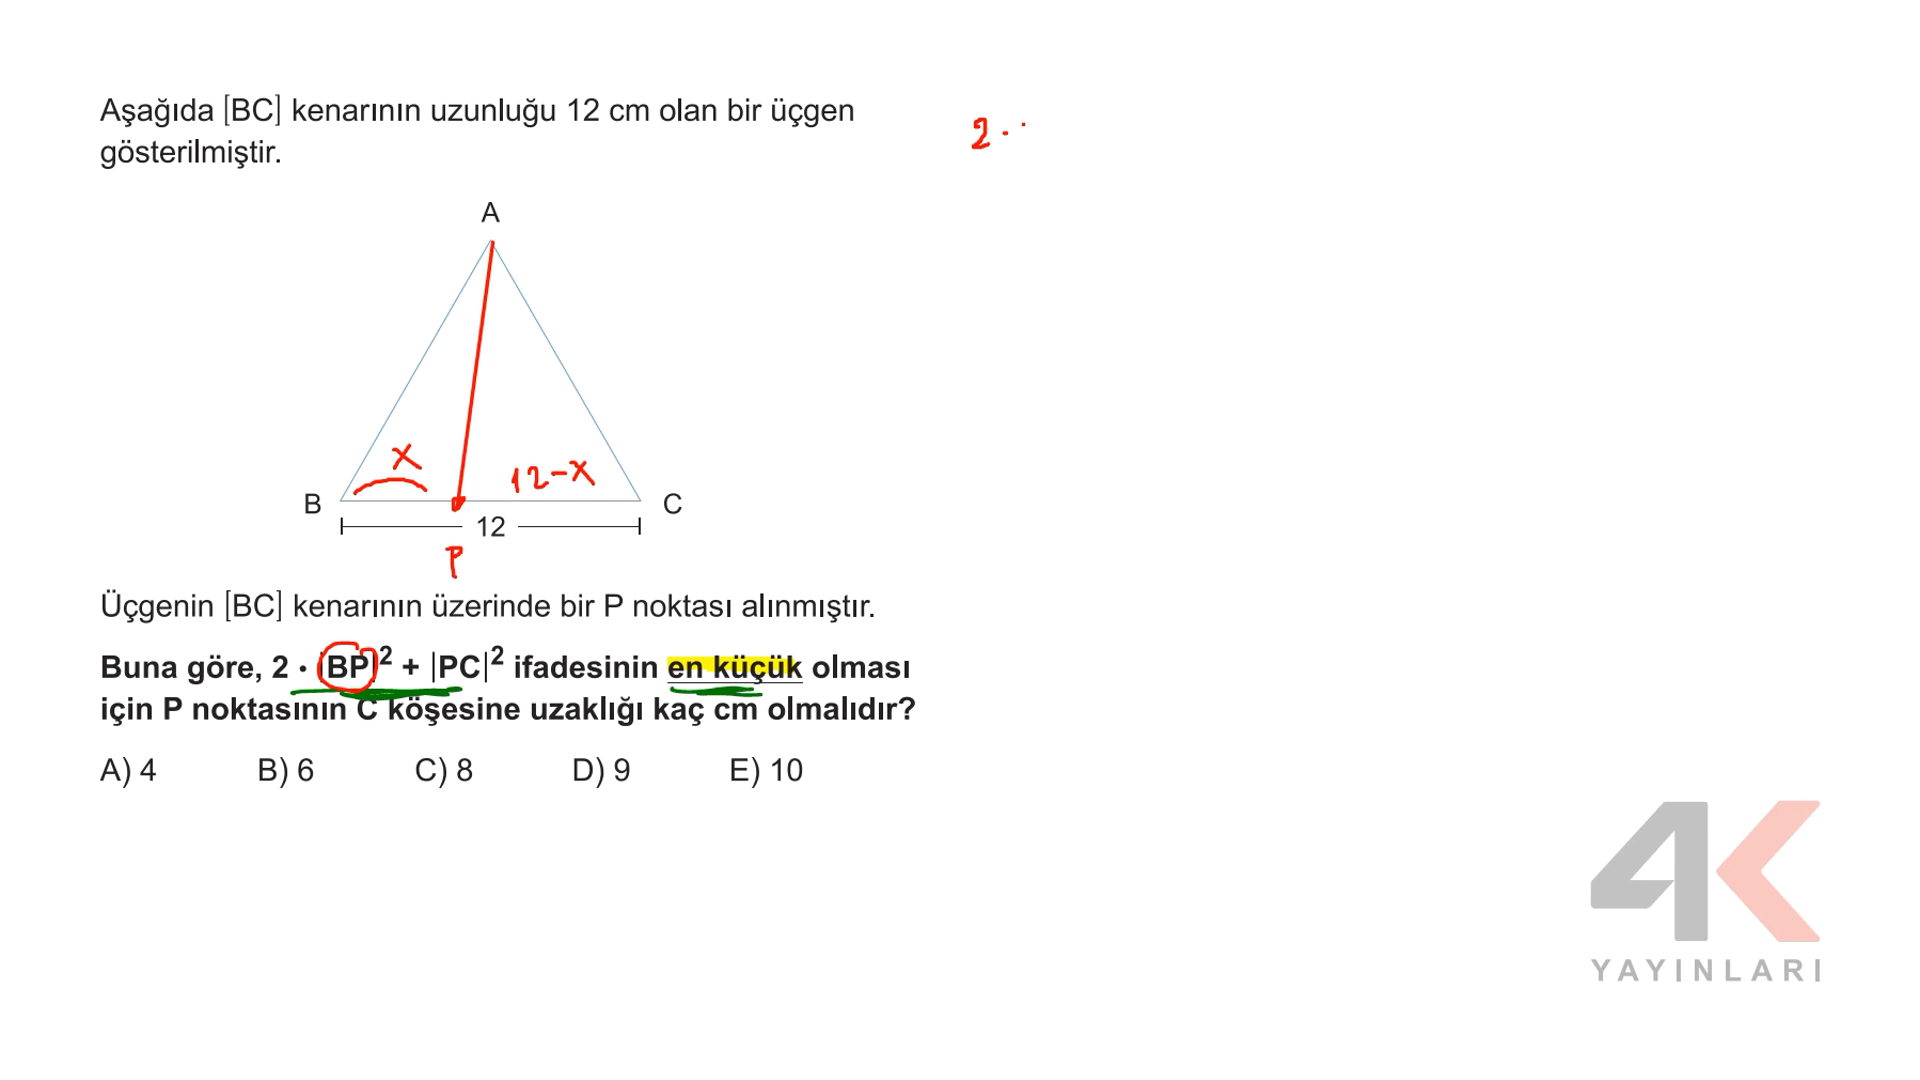 Aşağıda [BC] kenarının uzunluğu 12 cm olan bir üçgen
gösterilmiştir.
2 .
A
x
12-x
B
C
12
P
Üçgenin [BC] kenarının üzerinde bir P noktası alınmıştır.
Buna göre, 2 · |BP|² + |PC|² ifadesinin en küçük olması
için P noktasının C köşesine uzaklığı kaç cm olmalıdır?
A) 4 B) 6 C) 8 D) 9 E) 10
4K
YAYINLARI